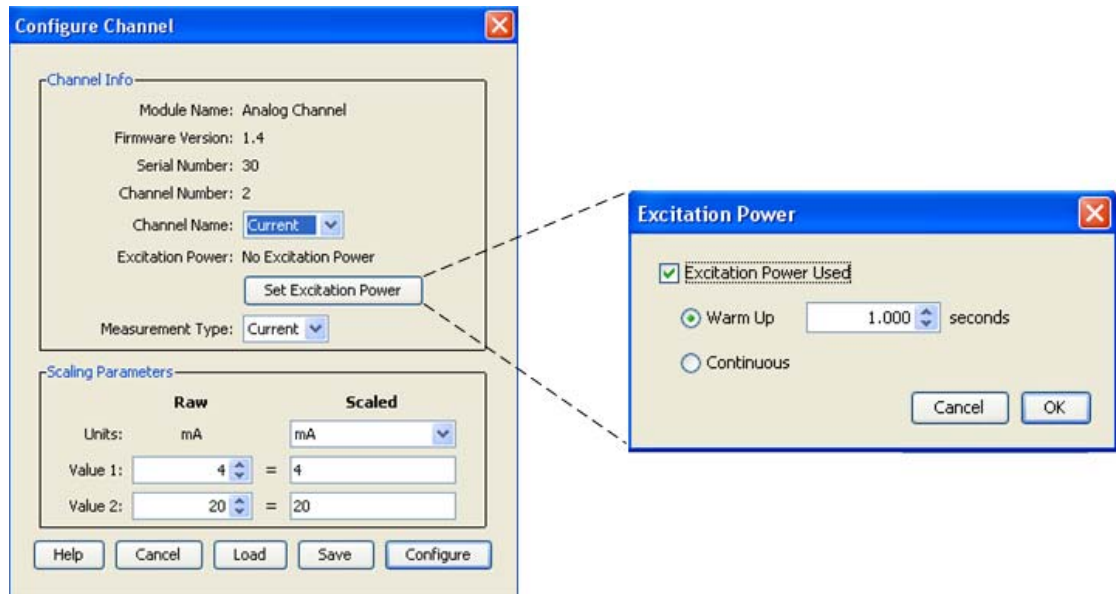 Configure Channel
Channel Info
Module Name: Analog Channel
Firmware Version: 1.4
Serial Number: 30
Channel Number: 2
Channel Name: Current
Excitation Power: No Excitation Power
Set Excitation Power
Measurement Type: Current
Scaling Parameters
Raw Scaled
Units: mA mA
Value 1: 4 = 4
Value 2: 20 = 20
Help Cancel Load Save Configure
Excitation Power
Excitation Power Used
Warm Up 1.000 seconds
Continuous
Cancel OK